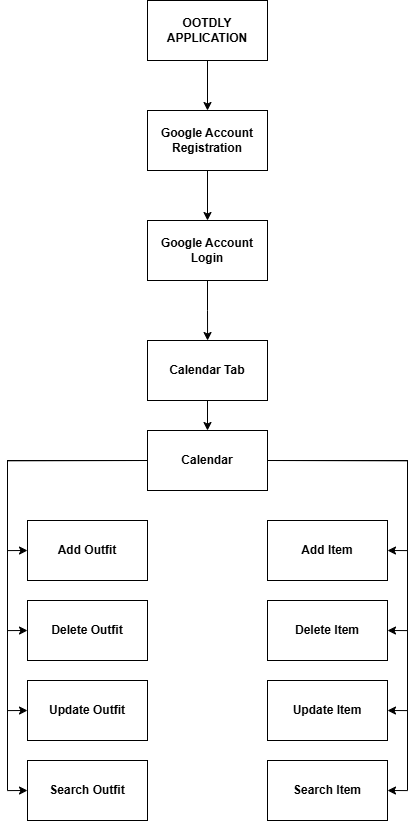 OOTDLY
APPLICATION
Google Account
Registration
Google Account
Login
Calendar Tab
Calendar
Add Outfit
Add Item
Delete Outfit
Delete Item
Update Outfit
Update Item
Search Outfit
Search Item